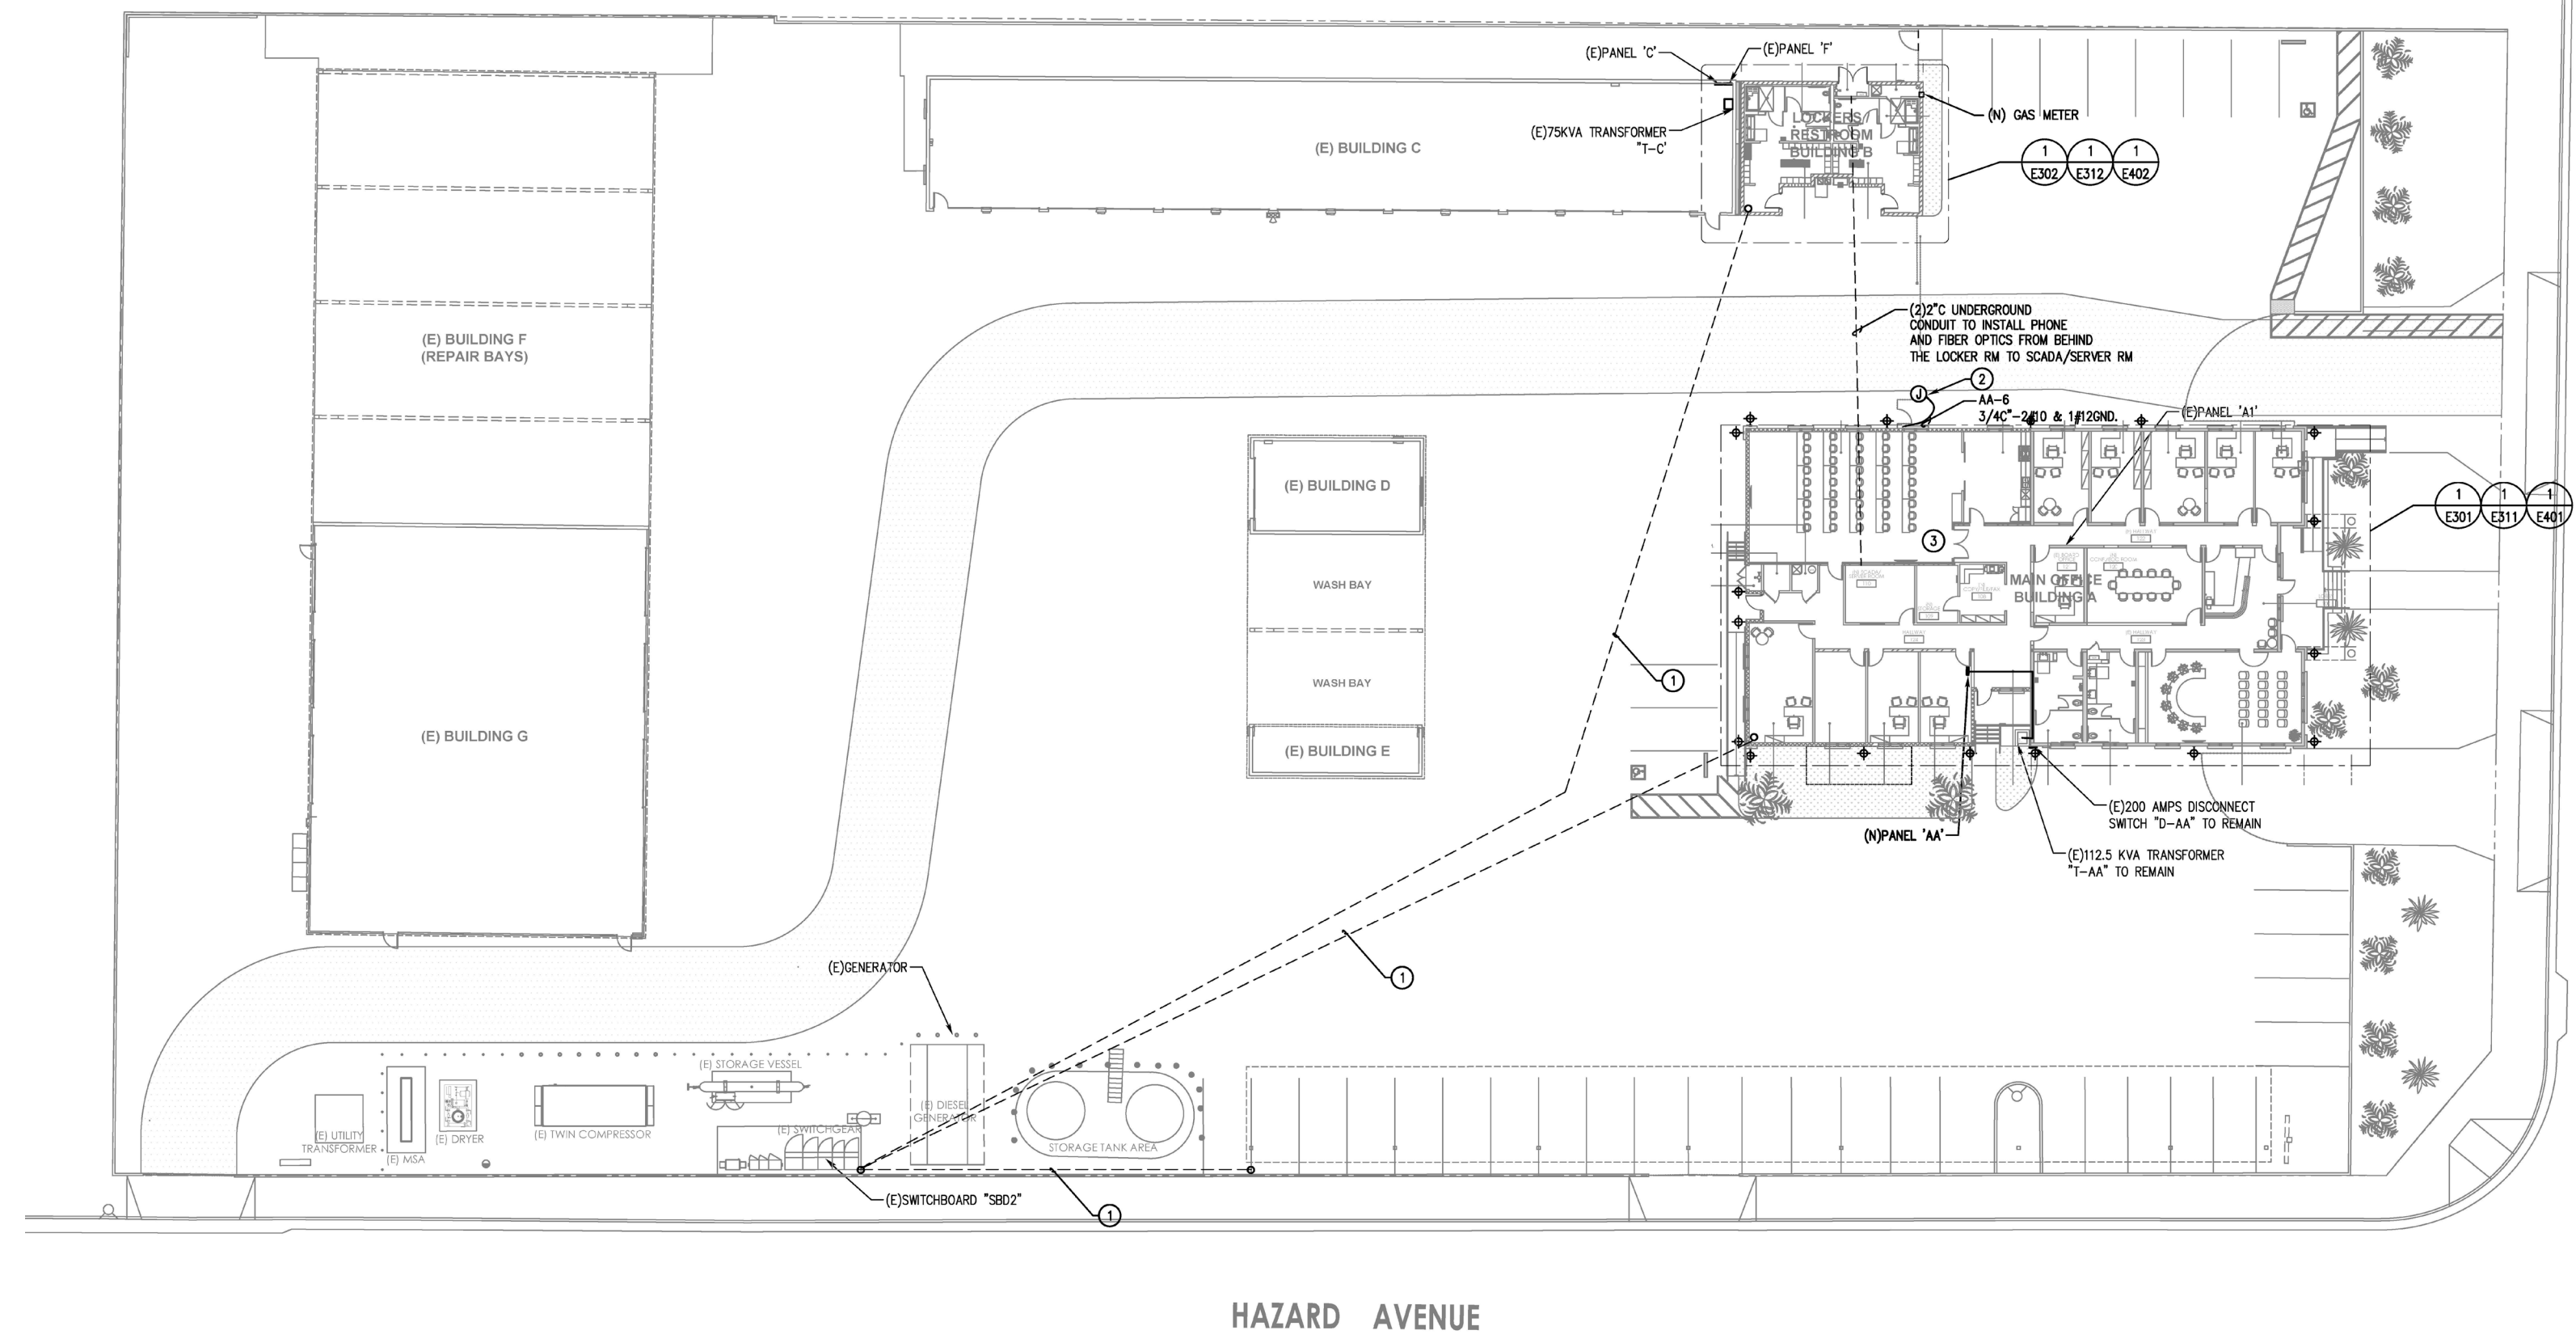 (E)PANEL 'C'
(E)PANEL 'F'
(E)75KVA TRANSFORMER
"T-C'
(E) BUILDING C
LOCKERS/
RESTROOM
BUILDING B
(N) GAS METER
1
E302
1
E312
1
E402
(E) BUILDING F
(REPAIR BAYS)
(2)2"C UNDERGROUND
CONDUIT TO INSTALL PHONE
AND FIBER OPTICS FROM BEHIND
THE LOCKER RM TO SCADA/SERVER RM
J
2
AA-6
3/4C"-2#10 & 1#12GND.
(E)PANEL 'A1'
(E) BUILDING D
1
E301
1
E311
1
E401
3
WASH BAY
MAIN OFFICE
BUILDING A
HALLWAY
WASH BAY
1
(E) BUILDING G
(E) BUILDING E
(N)PANEL 'AA'
(E)200 AMPS DISCONNECT
SWITCH "D-AA" TO REMAIN
(E)112.5 KVA TRANSFORMER
"T-AA" TO REMAIN
(E)GENERATOR
1
(E) STORAGE VESSEL
(E) DIESEL
GENERATOR
(E) UTILITY
TRANSFORMER
(E) MSA
(E) DRYER
(E) TWIN COMPRESSOR
(E) SWITCHGEAR
STORAGE TANK AREA
(E)SWITCHBOARD "SBD2"
1
HAZARD AVENUE